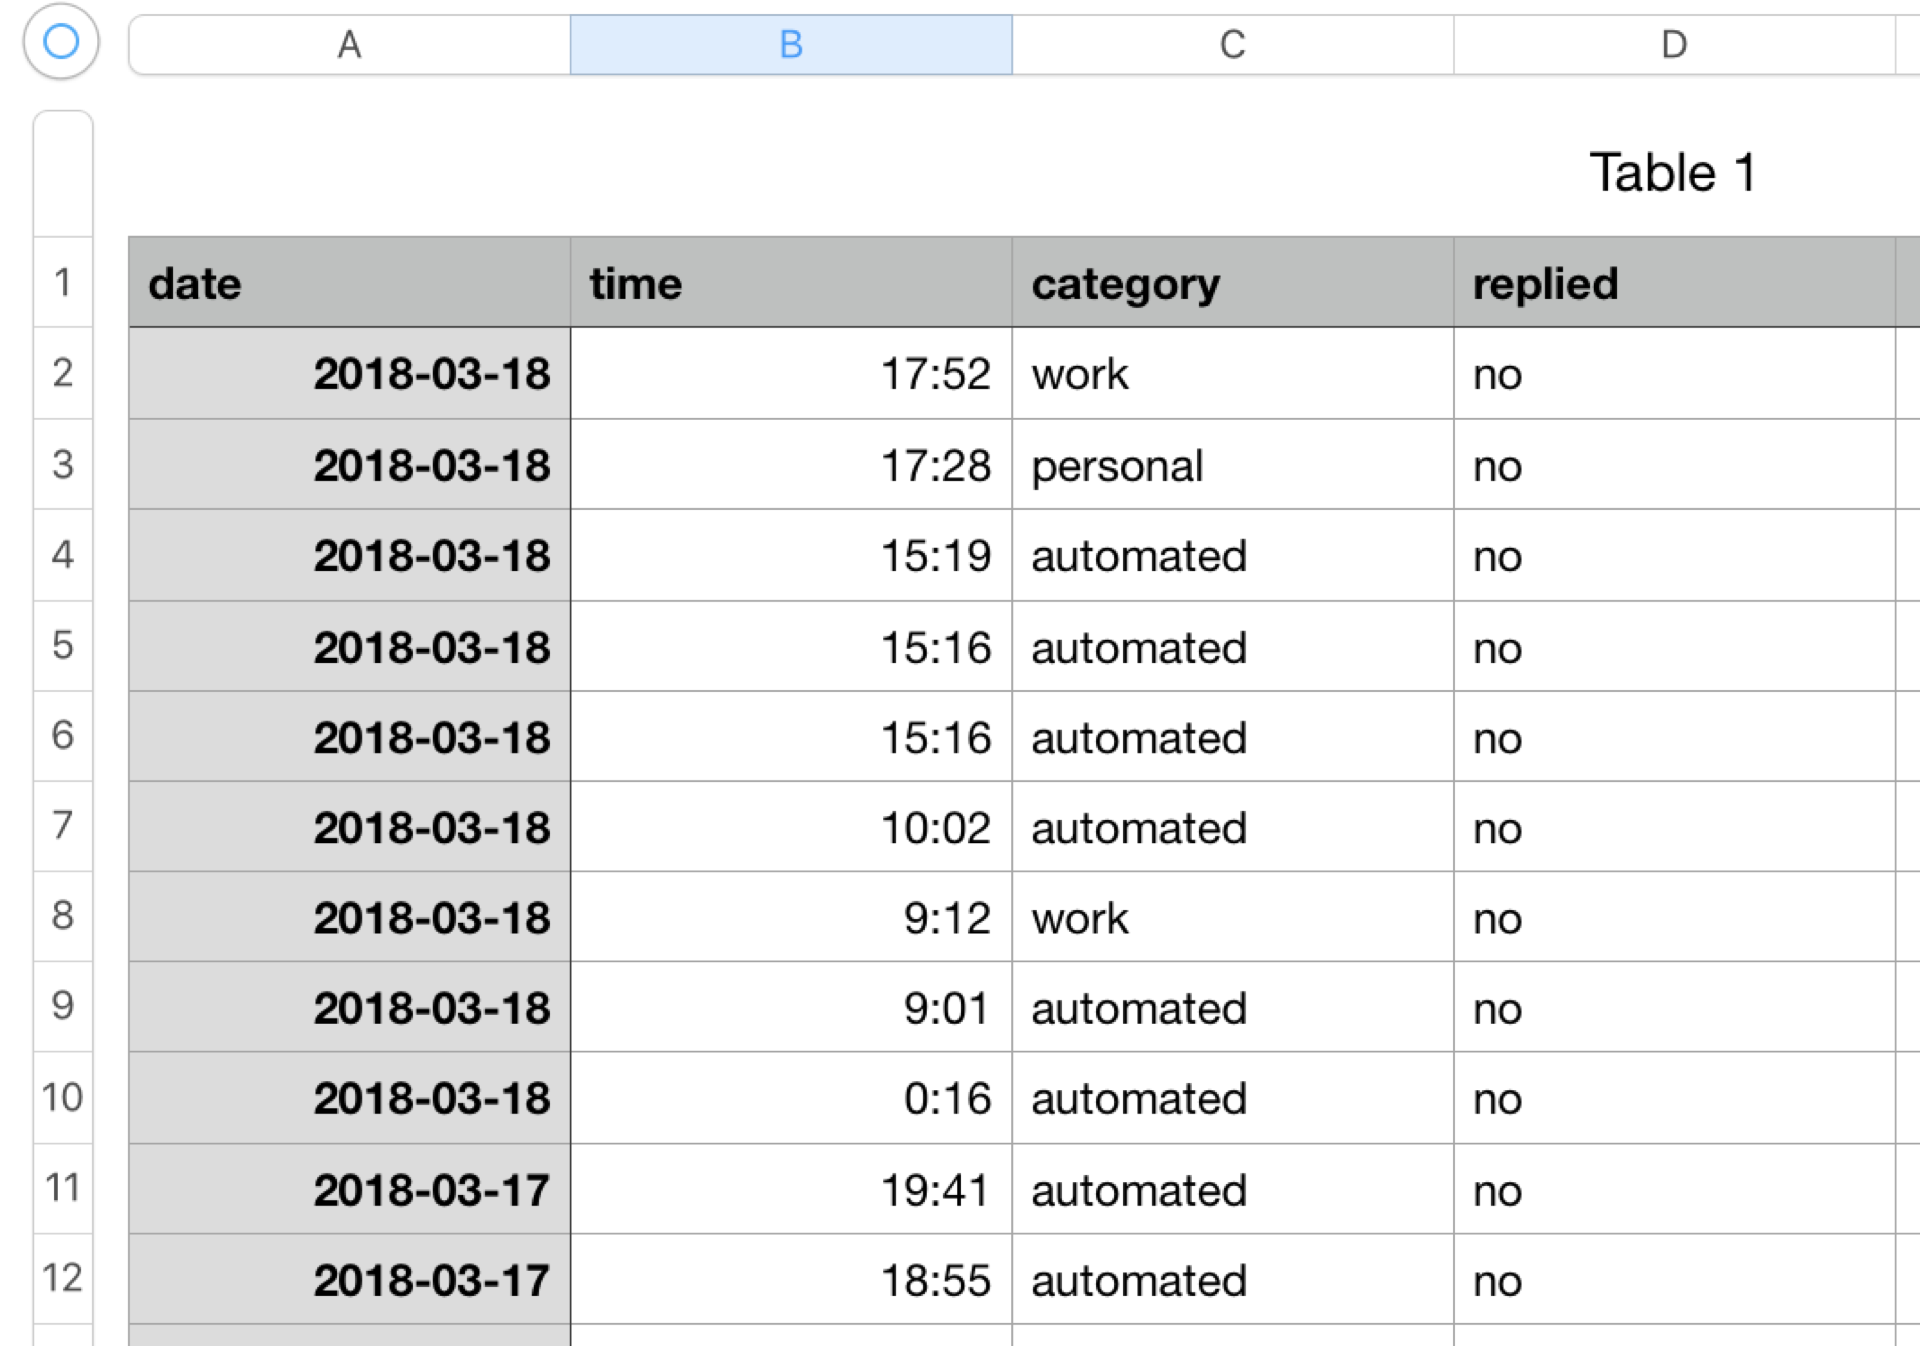 A B C D
Table 1
1 date time category replied
2 2018-03-18 17:52 work no
3 2018-03-18 17:28 personal no
4 2018-03-18 15:19 automated no
5 2018-03-18 15:16 automated no
6 2018-03-18 15:16 automated no
7 2018-03-18 10:02 automated no
8 2018-03-18 9:12 work no
9 2018-03-18 9:01 automated no
10 2018-03-18 0:16 automated no
11 2018-03-17 19:41 automated no
12 2018-03-17 18:55 automated no